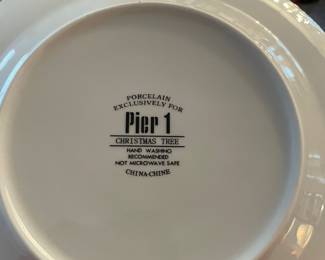 PORCELAIN
EXCLUSIVELY FOR
Pier 1
CHRISTMAS TREE
HAND WASHING
RECOMMENDED
NOT MICROWAVE SAFE
CHINA-CHINE